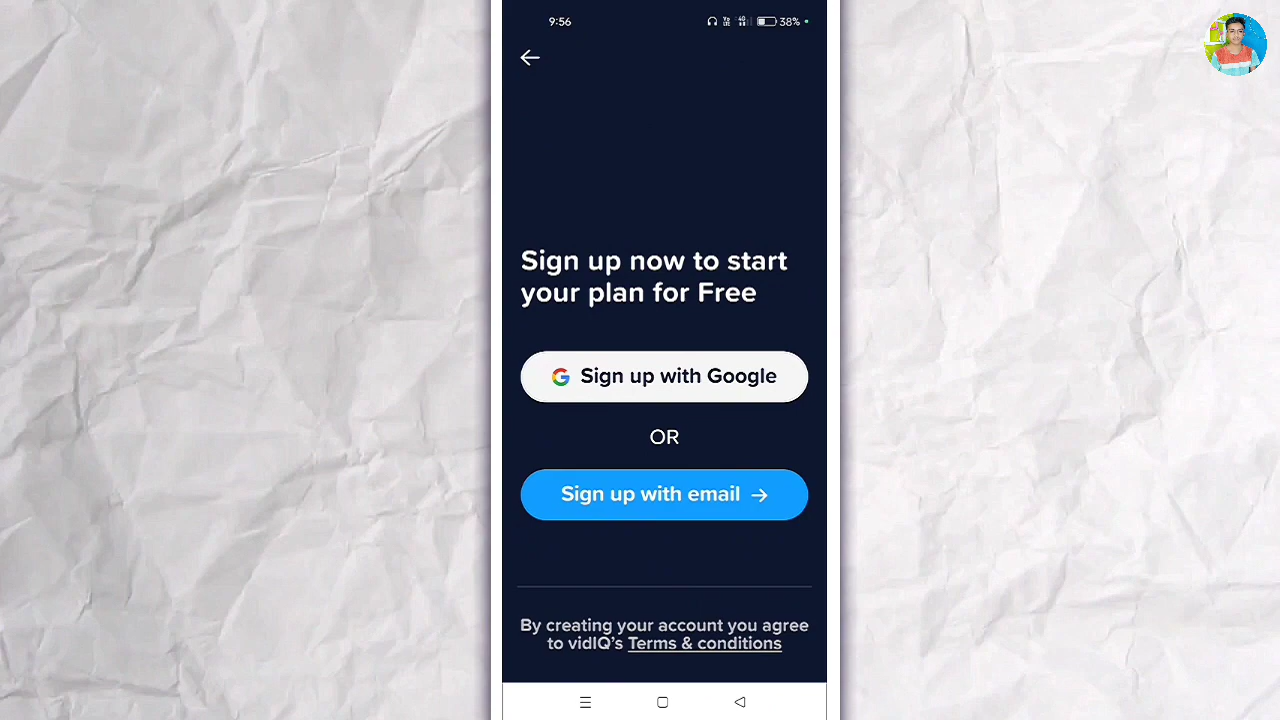 9:56
38%
Sign up now to start
your plan for Free
Sign up with Google
OR
Sign up with email →
By creating your account you agree
to vidIQ's Terms & conditions